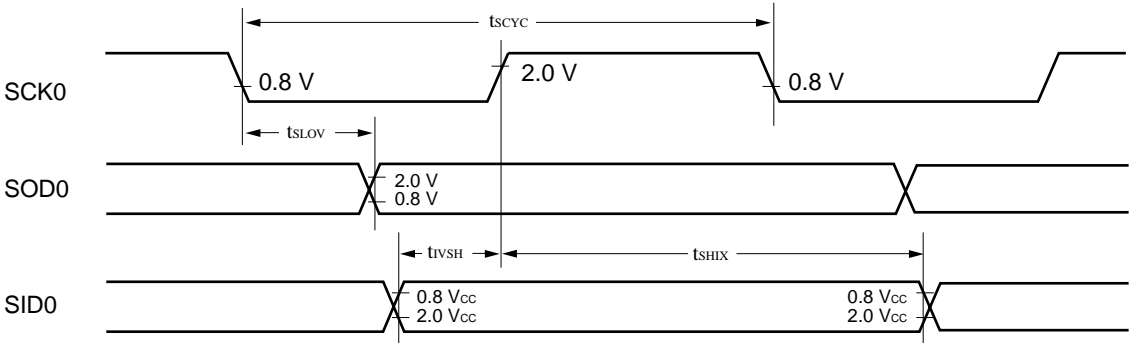 tSCYC
SCK0
0.8 V
2.0 V
0.8 V
tSLOV
SOD0
2.0 V
0.8 V
tIVSH
tSHIX
SID0
0.8 VCC
2.0 VCC
0.8 VCC
2.0 VCC